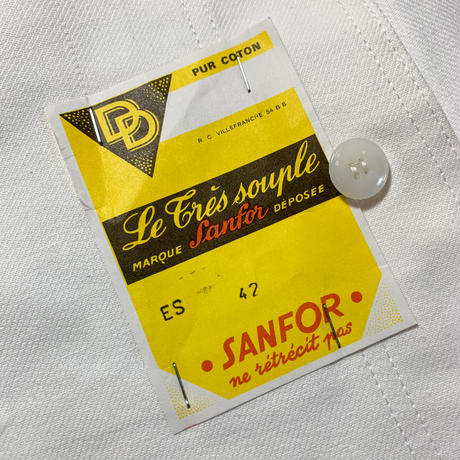 DD
PUR COTON
R. C. VILLEFRANCHE 54 B 8
Le Très souple
MARQUE Sanfor DÉPOSÉE
ES 42
• SANFOR •
ne rétrécit pas